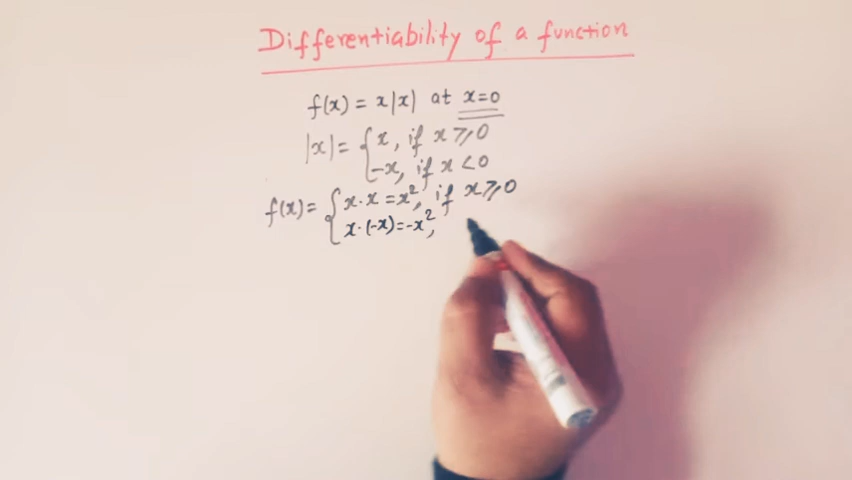 Differentiability of a function
f(x) = x|x| at x=0
|x| = { x, if x ≥ 0
-x, if x < 0
f(x) = { x · x = x², if x ≥ 0
x · (-x) = -x²,